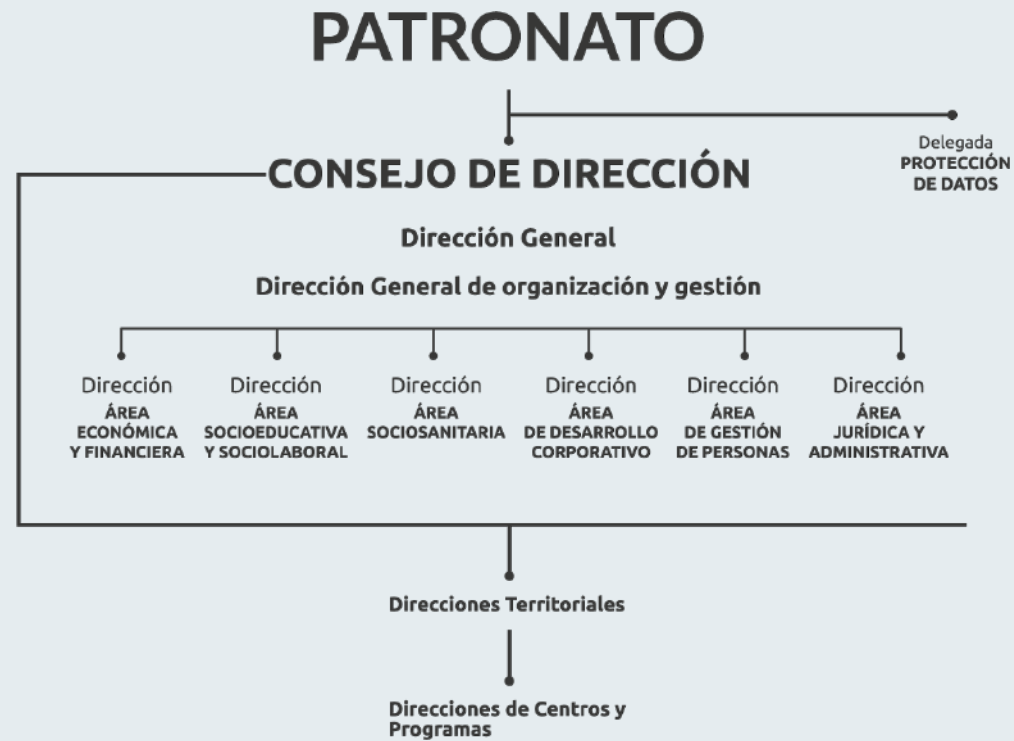 PATRONATO
Delegada
PROTECCIÓN
DE DATOS
CONSEJO DE DIRECCIÓN
Dirección General
Dirección General de organización y gestión
Dirección
ÁREA
ECONÓMICA
Y FINANCIERA
Dirección
ÁREA
SOCIOEDUCATIVA
Y SOCIOLABORAL
Dirección
ÁREA
SOCIOSANITARIA
Dirección
ÁREA
DE DESARROLLO
CORPORATIVO
Dirección
ÁREA
DE GESTIÓN
DE PERSONAS
Dirección
ÁREA
JURÍDICA Y
ADMINISTRATIVA
Direcciones Territoriales
Direcciones de Centros y
Programas